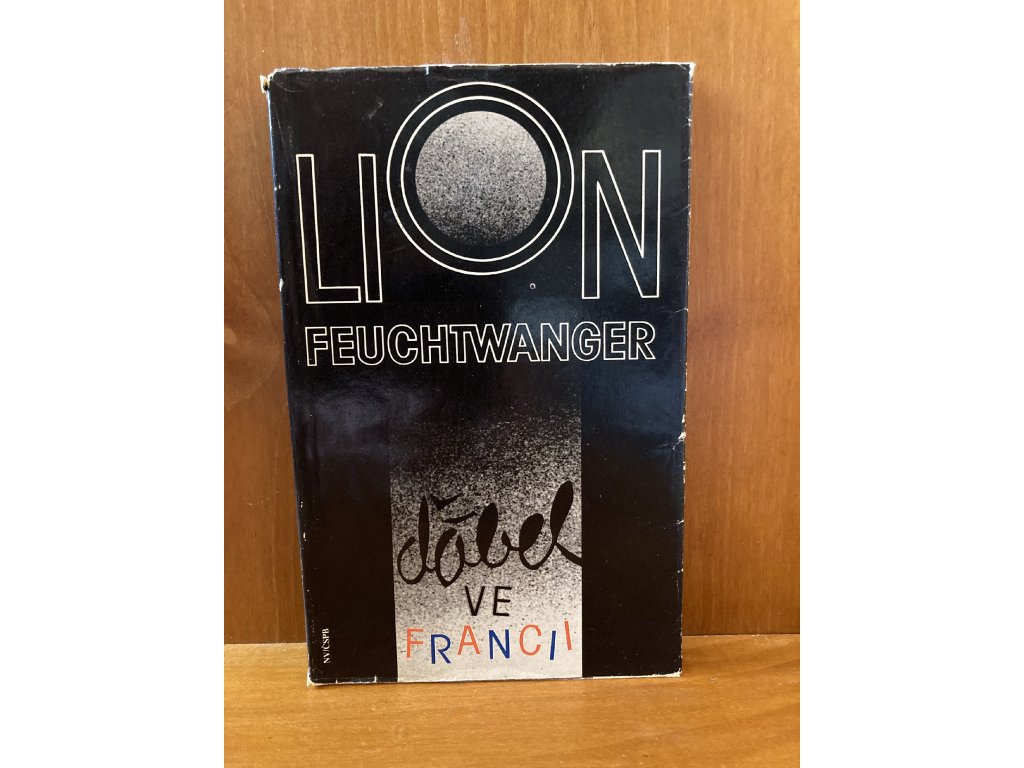 LION
FEUCHTWANGER
ďábel
VE
FRANCII
NV/ČSPB